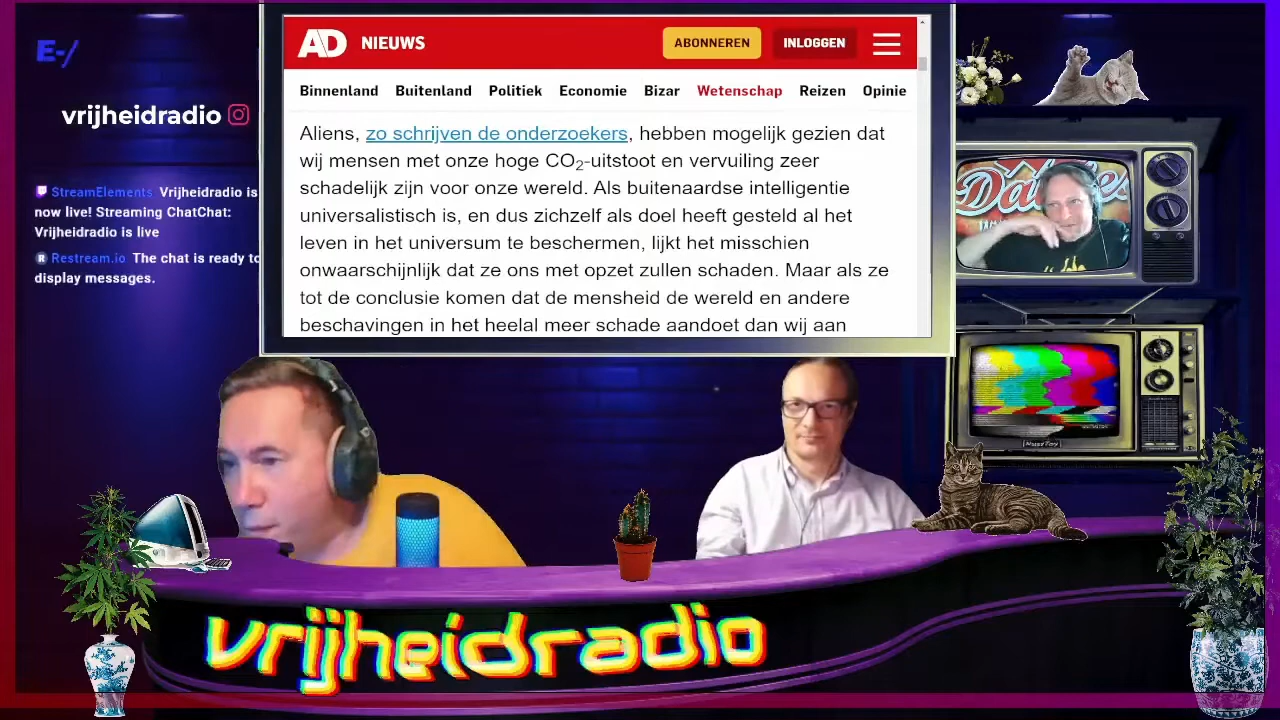 E-/
vrijheidradio
StreamElements Vrijheidradio is
now live! Streaming ChatChat:
Vrijheidradio is live
Restream.io The chat is ready to
display messages.
AD NIEUWS ABONNEREN INLOGGEN
Binnenland Buitenland Politiek Economie Bizar Wetenschap Reizen Opinie
Aliens, zo schrijven de onderzoekers, hebben mogelijk gezien dat
wij mensen met onze hoge CO₂-uitstoot en vervuiling zeer
schadelijk zijn voor onze wereld. Als buitenaardse intelligentie
universalistisch is, en dus zichzelf als doel heeft gesteld al het
leven in het universum te beschermen, lijkt het misschien
onwaarschijnlijk dat ze ons met opzet zullen schaden. Maar als ze
tot de conclusie komen dat de mensheid de wereld en andere
beschavingen in het heelal meer schade aandoet dan wij aan
vrijheidradio